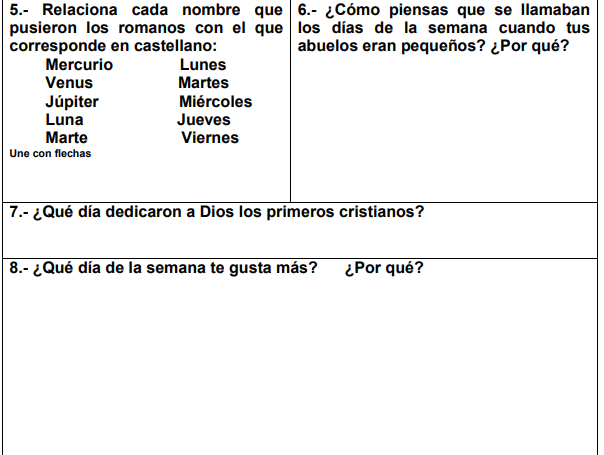 5.- Relaciona cada nombre que
pusieron los romanos con el que
corresponde en castellano:
Mercurio Lunes
Venus Martes
Júpiter Miércoles
Luna Jueves
Marte Viernes
Une con flechas
6.- ¿Cómo piensas que se llamaban
los días de la semana cuando tus
abuelos eran pequeños? ¿Por qué?
7.- ¿Qué día dedicaron a Dios los primeros cristianos?
8.- ¿Qué día de la semana te gusta más? ¿Por qué?